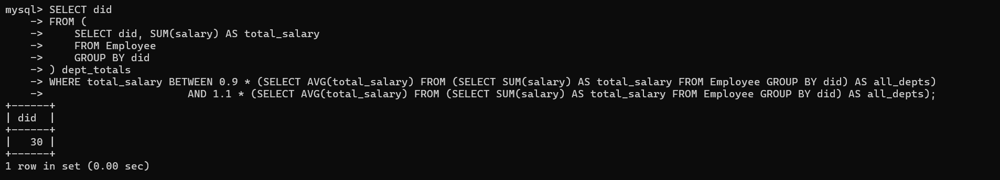 mysql> SELECT did
    -> FROM (
    ->     SELECT did, SUM(salary) AS total_salary
    ->     FROM Employee
    ->     GROUP BY did
    -> ) dept_totals
    -> WHERE total_salary BETWEEN 0.9 * (SELECT AVG(total_salary) FROM (SELECT SUM(salary) AS total_salary FROM Employee GROUP BY did) AS all_depts)
    ->                       AND 1.1 * (SELECT AVG(total_salary) FROM (SELECT SUM(salary) AS total_salary FROM Employee GROUP BY did) AS all_depts);
+------+
| did  |
+------+
|   30 |
+------+
1 row in set (0.00 sec)